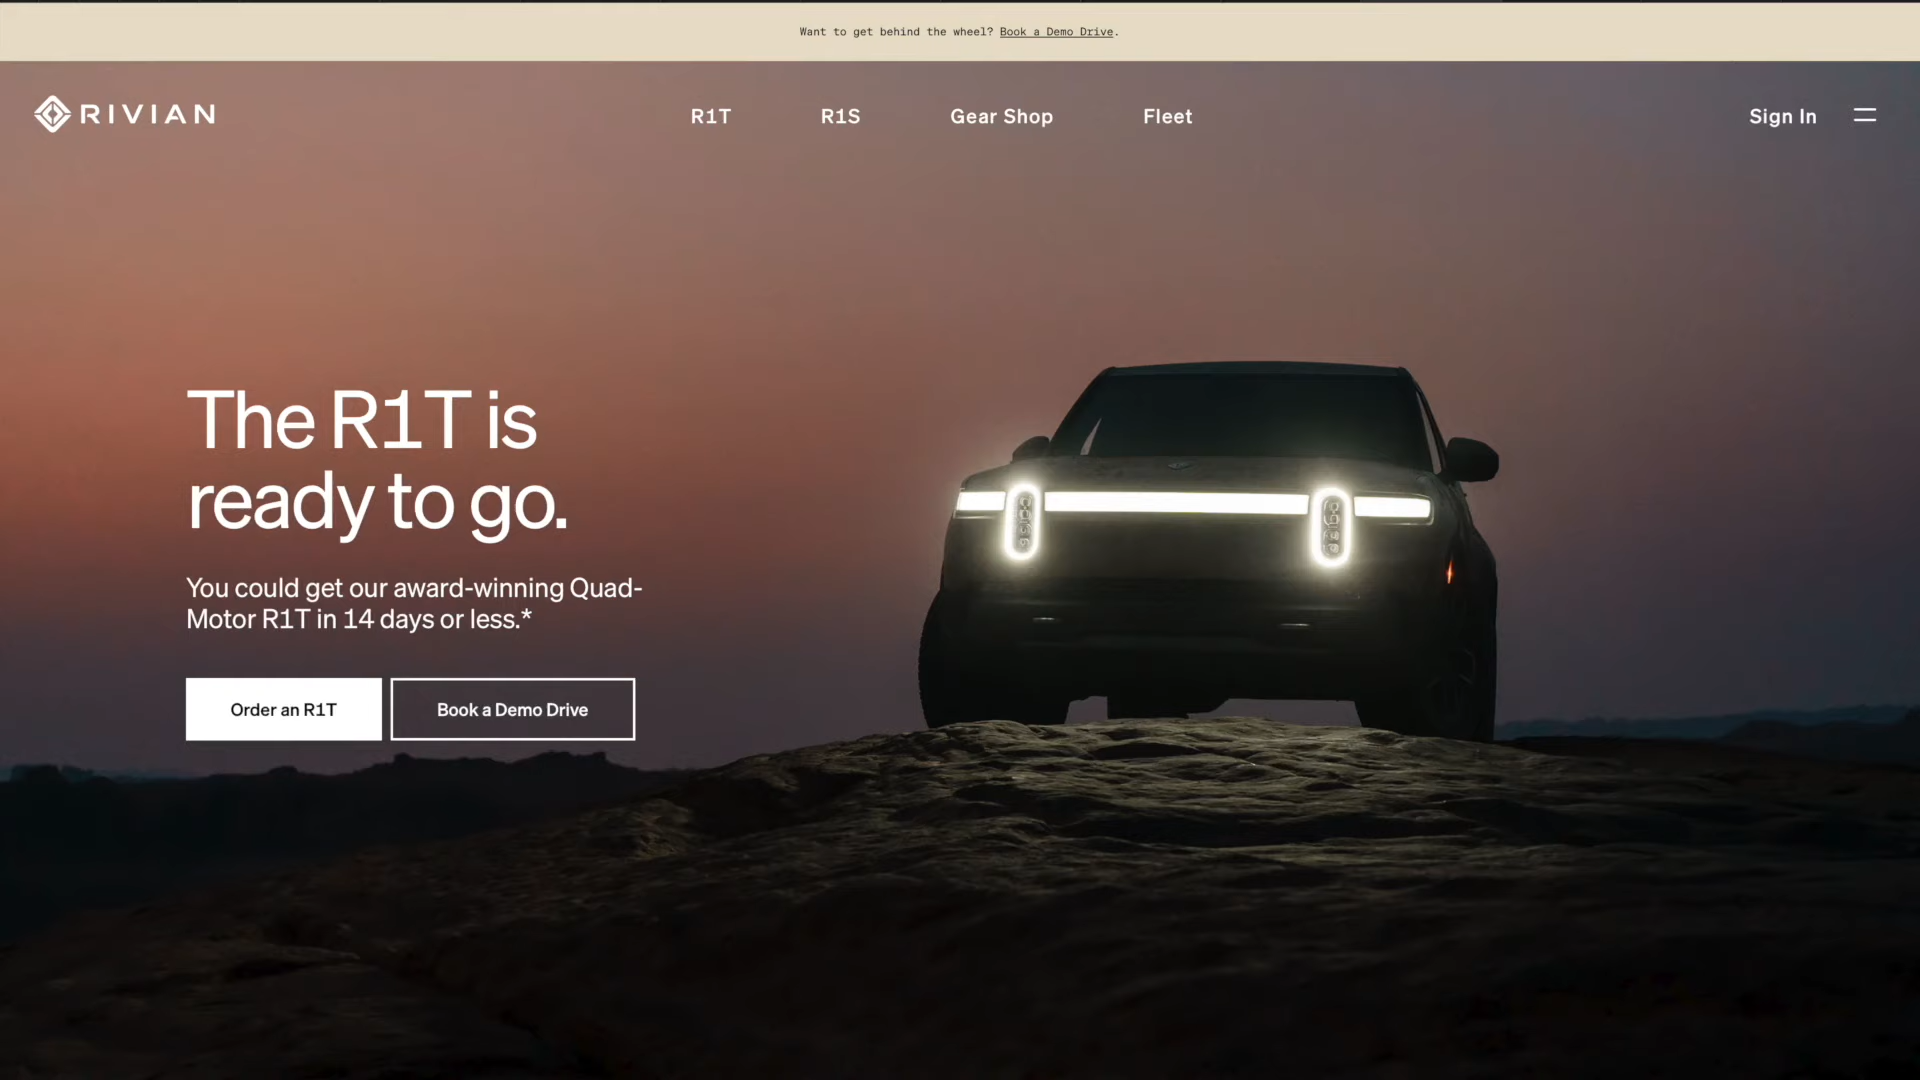 Want to get behind the wheel? Book a Demo Drive.
RIVIAN
R1T
R1S
Gear Shop
Fleet
Sign In
The R1T is
ready to go.
You could get our award-winning Quad-
Motor R1T in 14 days or less.*
Order an R1T
Book a Demo Drive